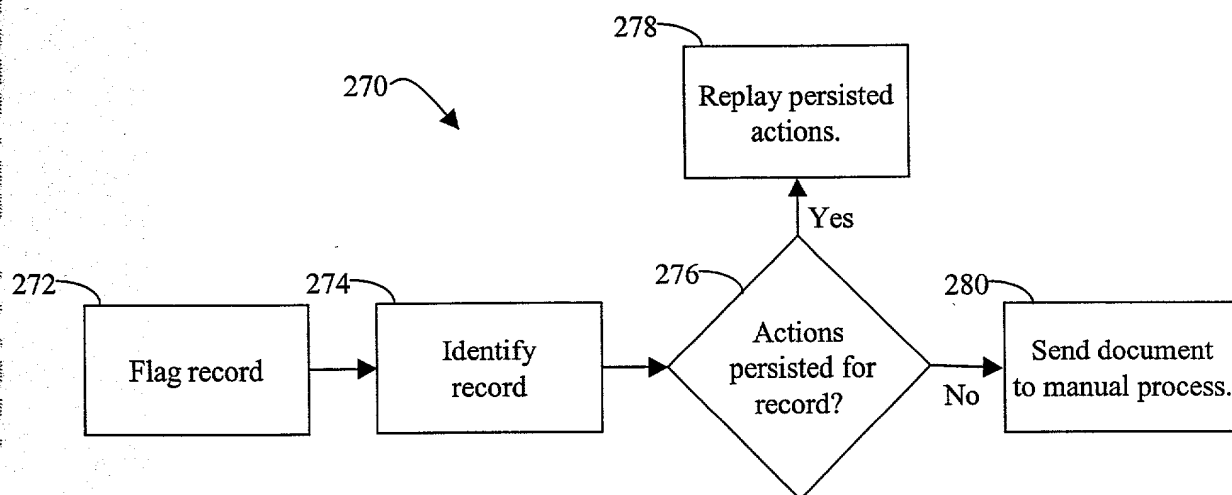 278
Replay persisted
actions.
270
Yes
272
Flag record
274
Identify
record
276
Actions
persisted for
record?
No
280
Send document
to manual process.